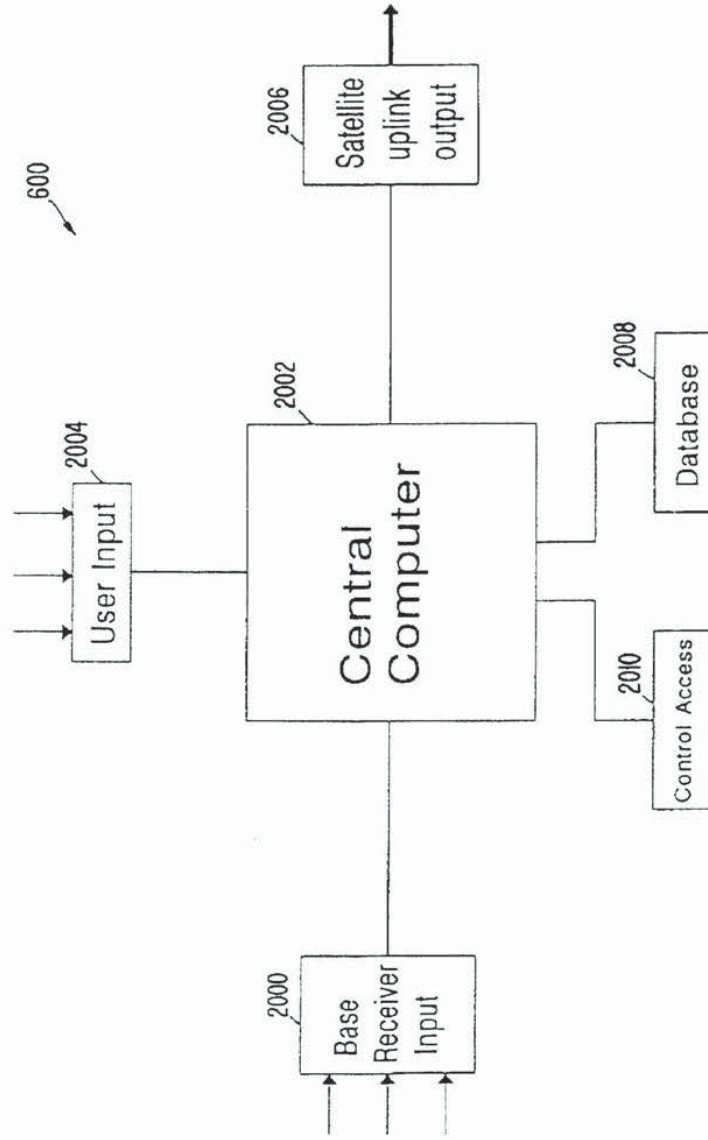 600
2004
User Input
2006
Satellite
uplink
output
2002
Central
Computer
2000
Base
Receiver
Input
2010
Control Access
2008
Database